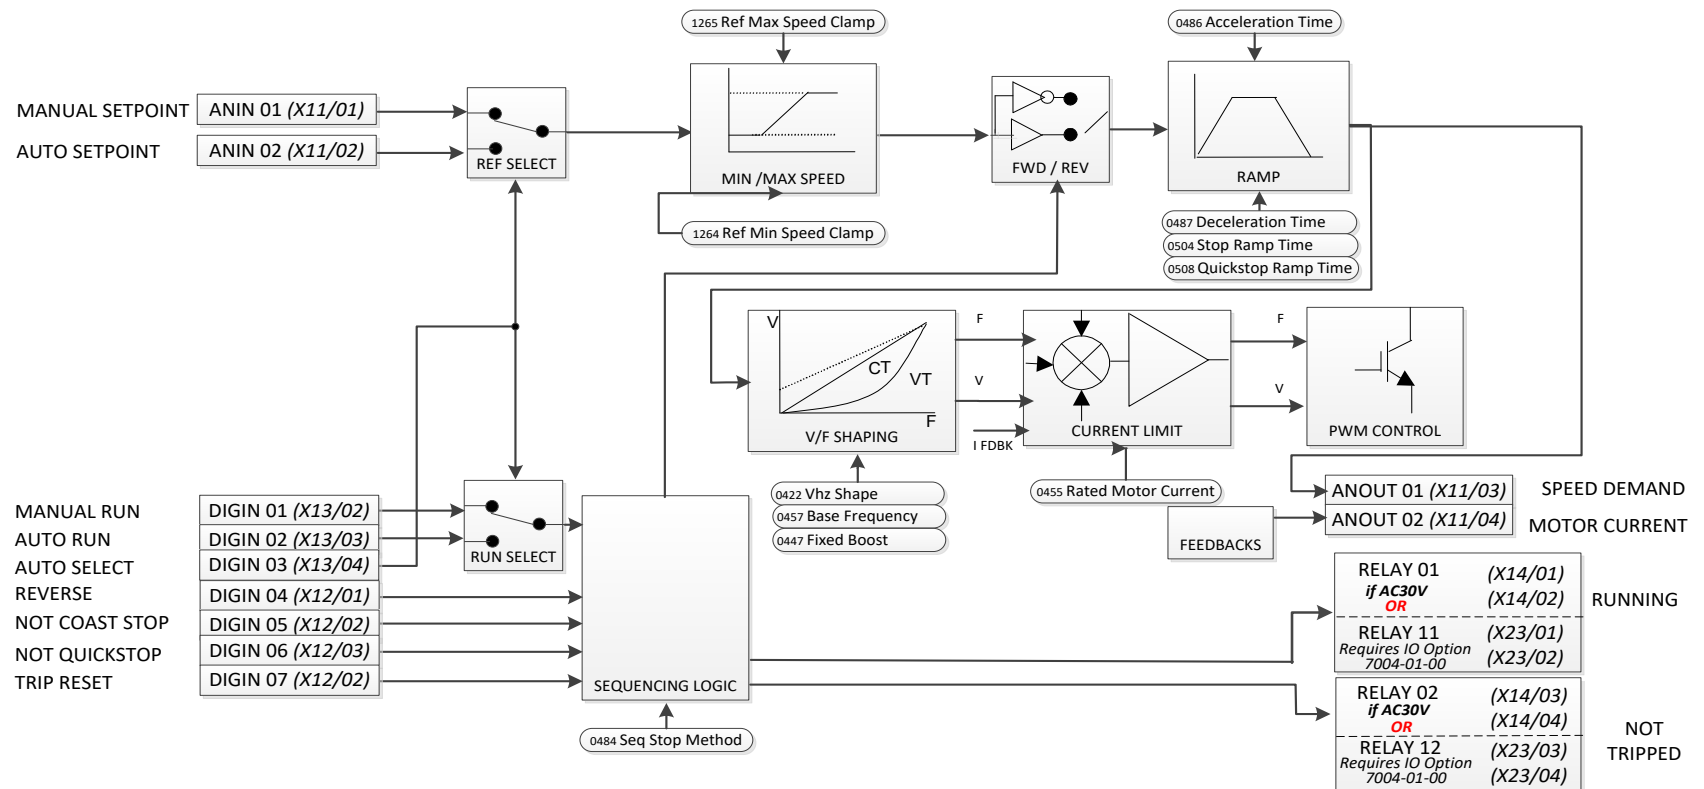 1265 Ref Max Speed Clamp
0486 Acceleration Time
MANUAL SETPOINT
ANIN 01 (X11/01)
AUTO SETPOINT
ANIN 02 (X11/02)
REF SELECT
MIN /MAX SPEED
FWD / REV
RAMP
1264 Ref Min Speed Clamp
0487 Deceleration Time
0504 Stop Ramp Time
0508 Quickstop Ramp Time
V
CT
VT
F
V/F SHAPING
F
V
I FDBK
CURRENT LIMIT
F
V
PWM CONTROL
0422 Vhz Shape
0457 Base Frequency
0447 Fixed Boost
0455 Rated Motor Current
FEEDBACKS
ANOUT 01 (X11/03)
SPEED DEMAND
ANOUT 02 (X11/04)
MOTOR CURRENT
MANUAL RUN
DIGIN 01 (X13/02)
AUTO RUN
DIGIN 02 (X13/03)
AUTO SELECT
DIGIN 03 (X13/04)
RUN SELECT
REVERSE
DIGIN 04 (X12/01)
NOT COAST STOP
DIGIN 05 (X12/02)
NOT QUICKSTOP
DIGIN 06 (X12/03)
TRIP RESET
DIGIN 07 (X12/02)
SEQUENCING LOGIC
0484 Seq Stop Method
RELAY 01 (X14/01)
if AC30V (X14/02)
OR
RELAY 11 (X23/01)
Requires IO Option
7004-01-00 (X23/02)
RUNNING
RELAY 02 (X14/03)
if AC30V (X14/04)
OR
RELAY 12 (X23/03)
Requires IO Option
7004-01-00 (X23/04)
NOT
TRIPPED